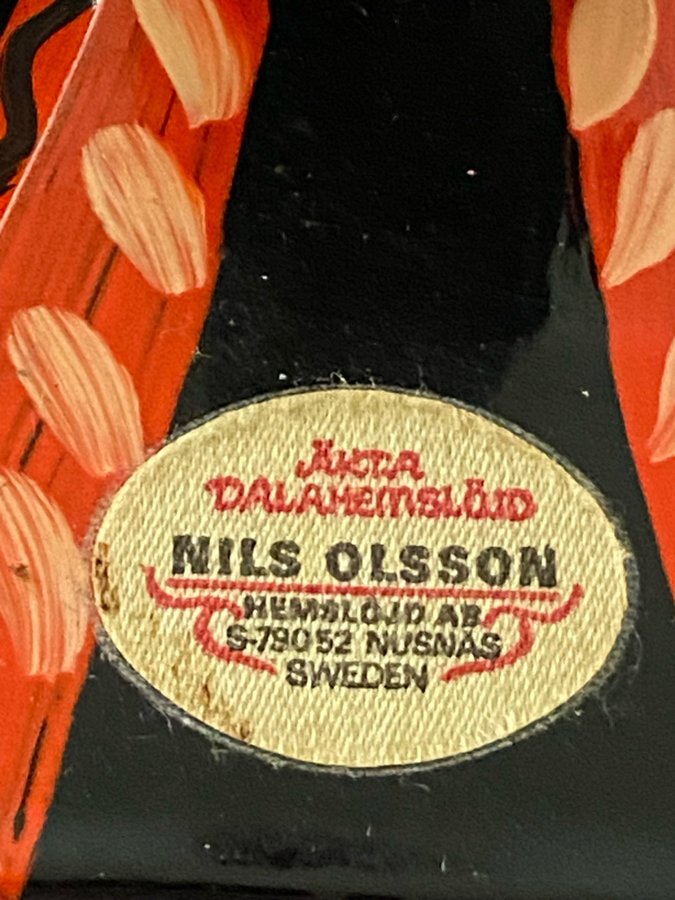 ÄKTA
DALAHEMSLÖJD
NILS OLSSON
HEMSLÖJD AB
S-790 52 NUSNÄS
SWEDEN